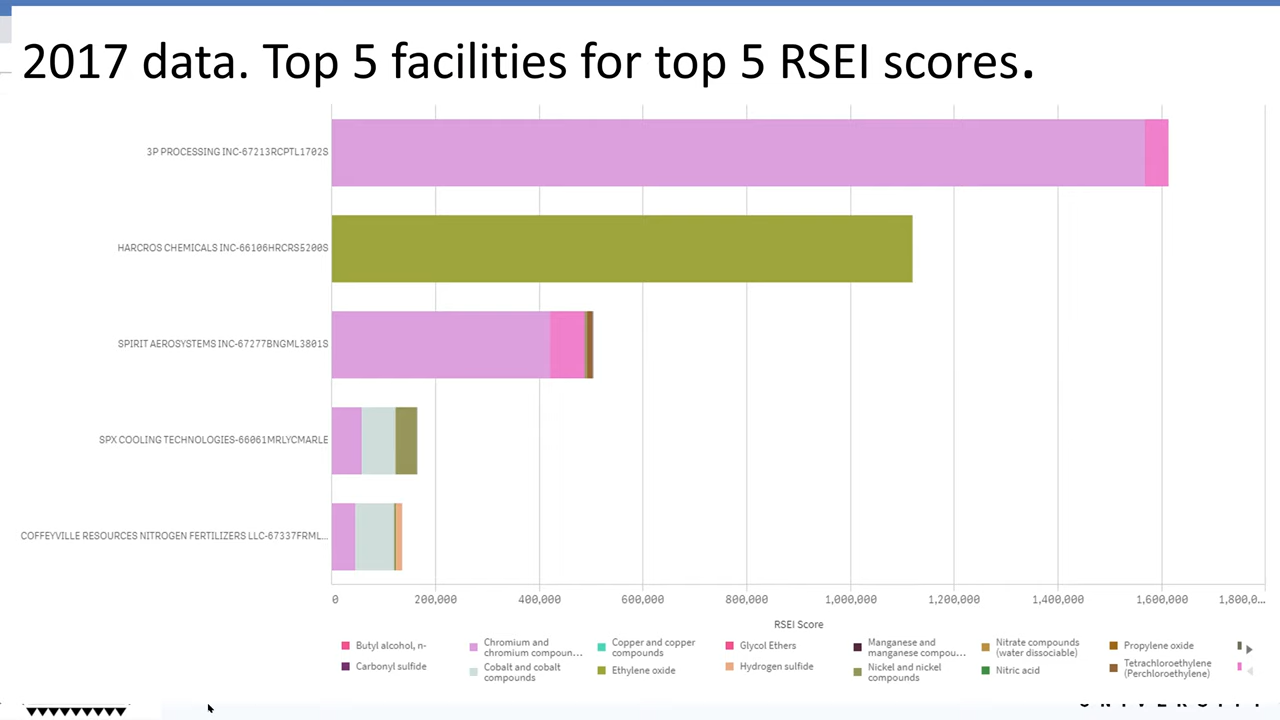 2017 data. Top 5 facilities for top 5 RSEI scores.
3P PROCESSING INC-67213RCPTL1702S
HARCROS CHEMICALS INC-66106HRCRS5200S
SPIRIT AEROSYSTEMS INC-67277BNGML3801S
SPX COOLING TECHNOLOGIES-66061MRLYCMARLE
COFFEYVILLE RESOURCES NITROGEN FERTILIZERS LLC-67337FRML...
0 200,000 400,000 600,000 800,000 1,000,000 1,200,000 1,400,000 1,600,000 1,800,0...
RSEI Score
Butyl alcohol, n-
Carbonyl sulfide
Chromium and
chromium compoun...
Cobalt and cobalt
compounds
Copper and copper
compounds
Ethylene oxide
Glycol Ethers
Hydrogen sulfide
Manganese and
manganese compou...
Nickel and nickel
compounds
Nitrate compounds
(water dissociable)
Nitric acid
Propylene oxide
Tetrachloroethylene
(Perchloroethylene)